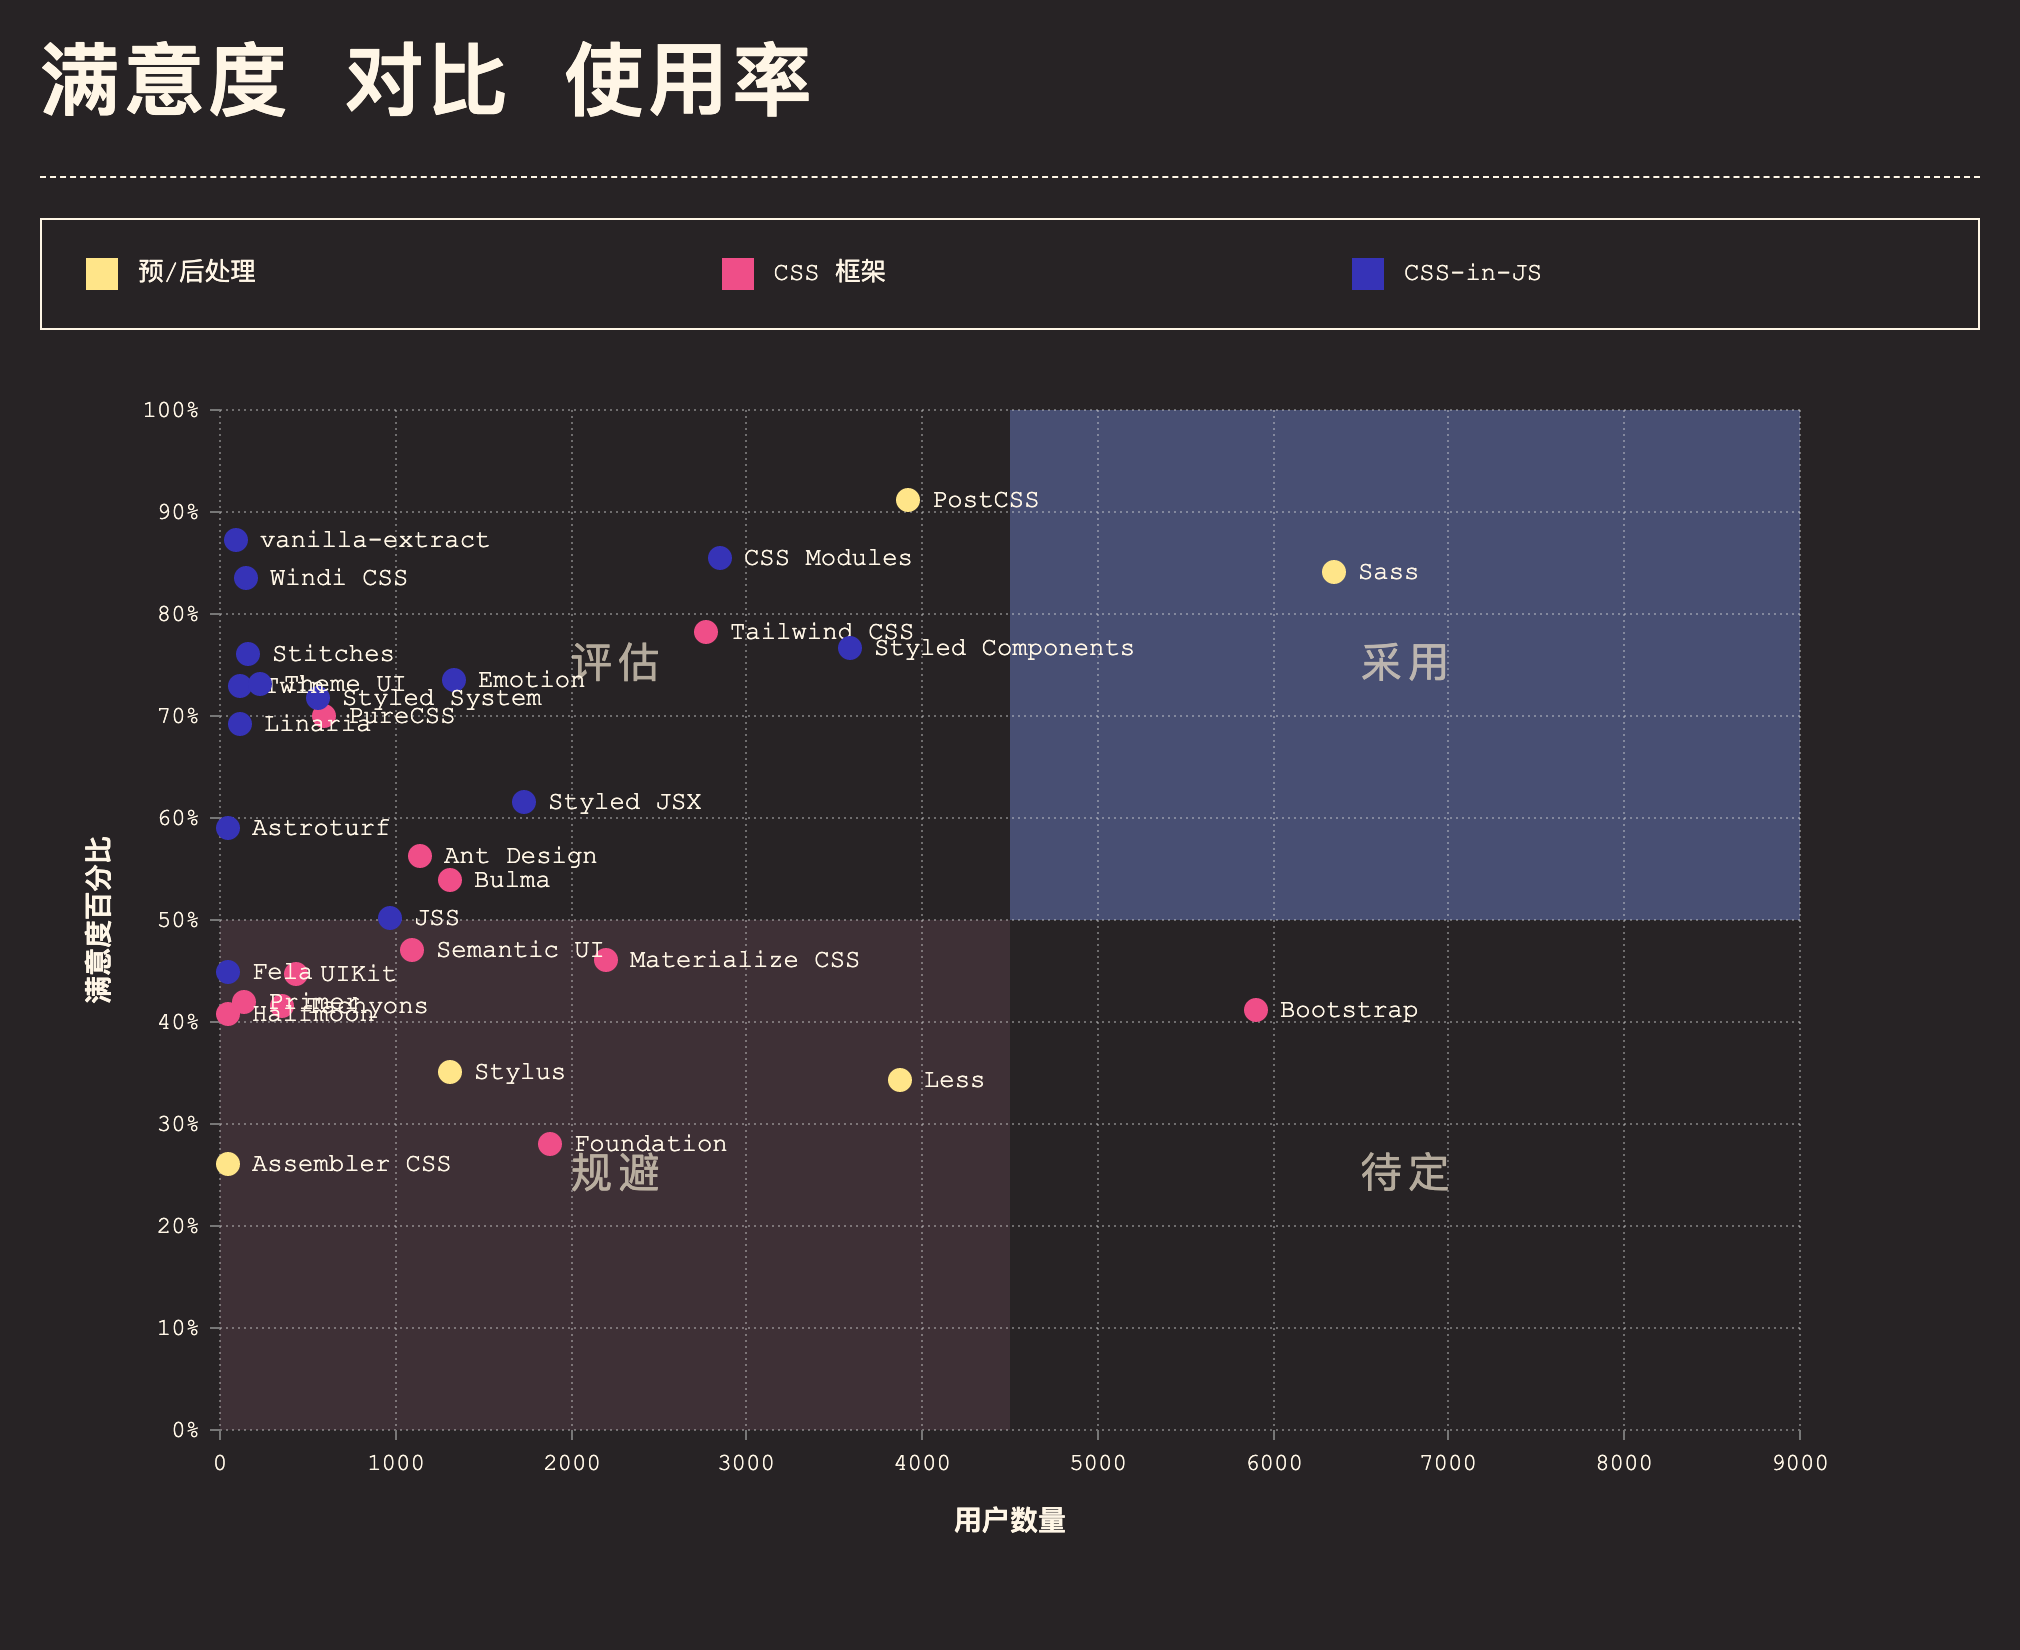 满意度 对比 使用率
预/后处理
CSS 框架
CSS-in-JS
100%
PostCSS
90%
vanilla-extract
CSS Modules
Sass
Windi CSS
80%
Tailwind CSS
Styled Components
Stitches
评估
采用
Emotion
Twin
Theme UI
Styled System
70%
PureCSS
Linaria
Styled JSX
60%
Astroturf
Ant Design
Bulma
50%
JSS
Semantic UI
Materialize CSS
Fela
UIKit
Primer
Tachyons
Halfmoon
Bootstrap
40%
Stylus
Less
30%
Foundation
Assembler CSS
规避
待定
20%
10%
0%
满意度百分比
0
1000
2000
3000
4000
5000
6000
7000
8000
9000
用户数量